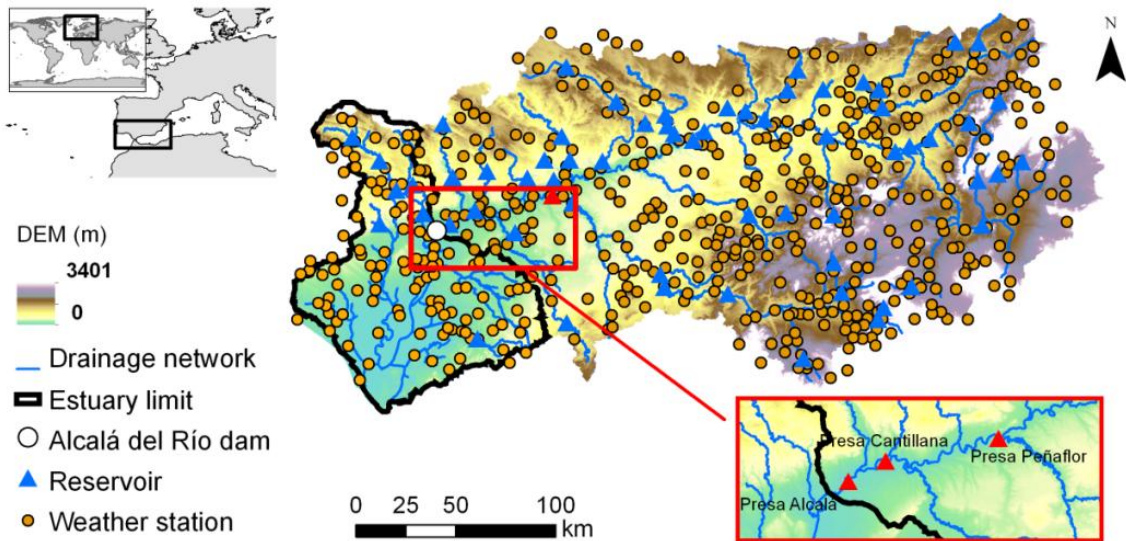 N
DEM (m)
3401
0
Drainage network
Estuary limit
Alcalá del Río dam
Reservoir
Weather station
0 25 50 100
km
Presa Cantillana
Presa Peñaflor
Presa Alcalá